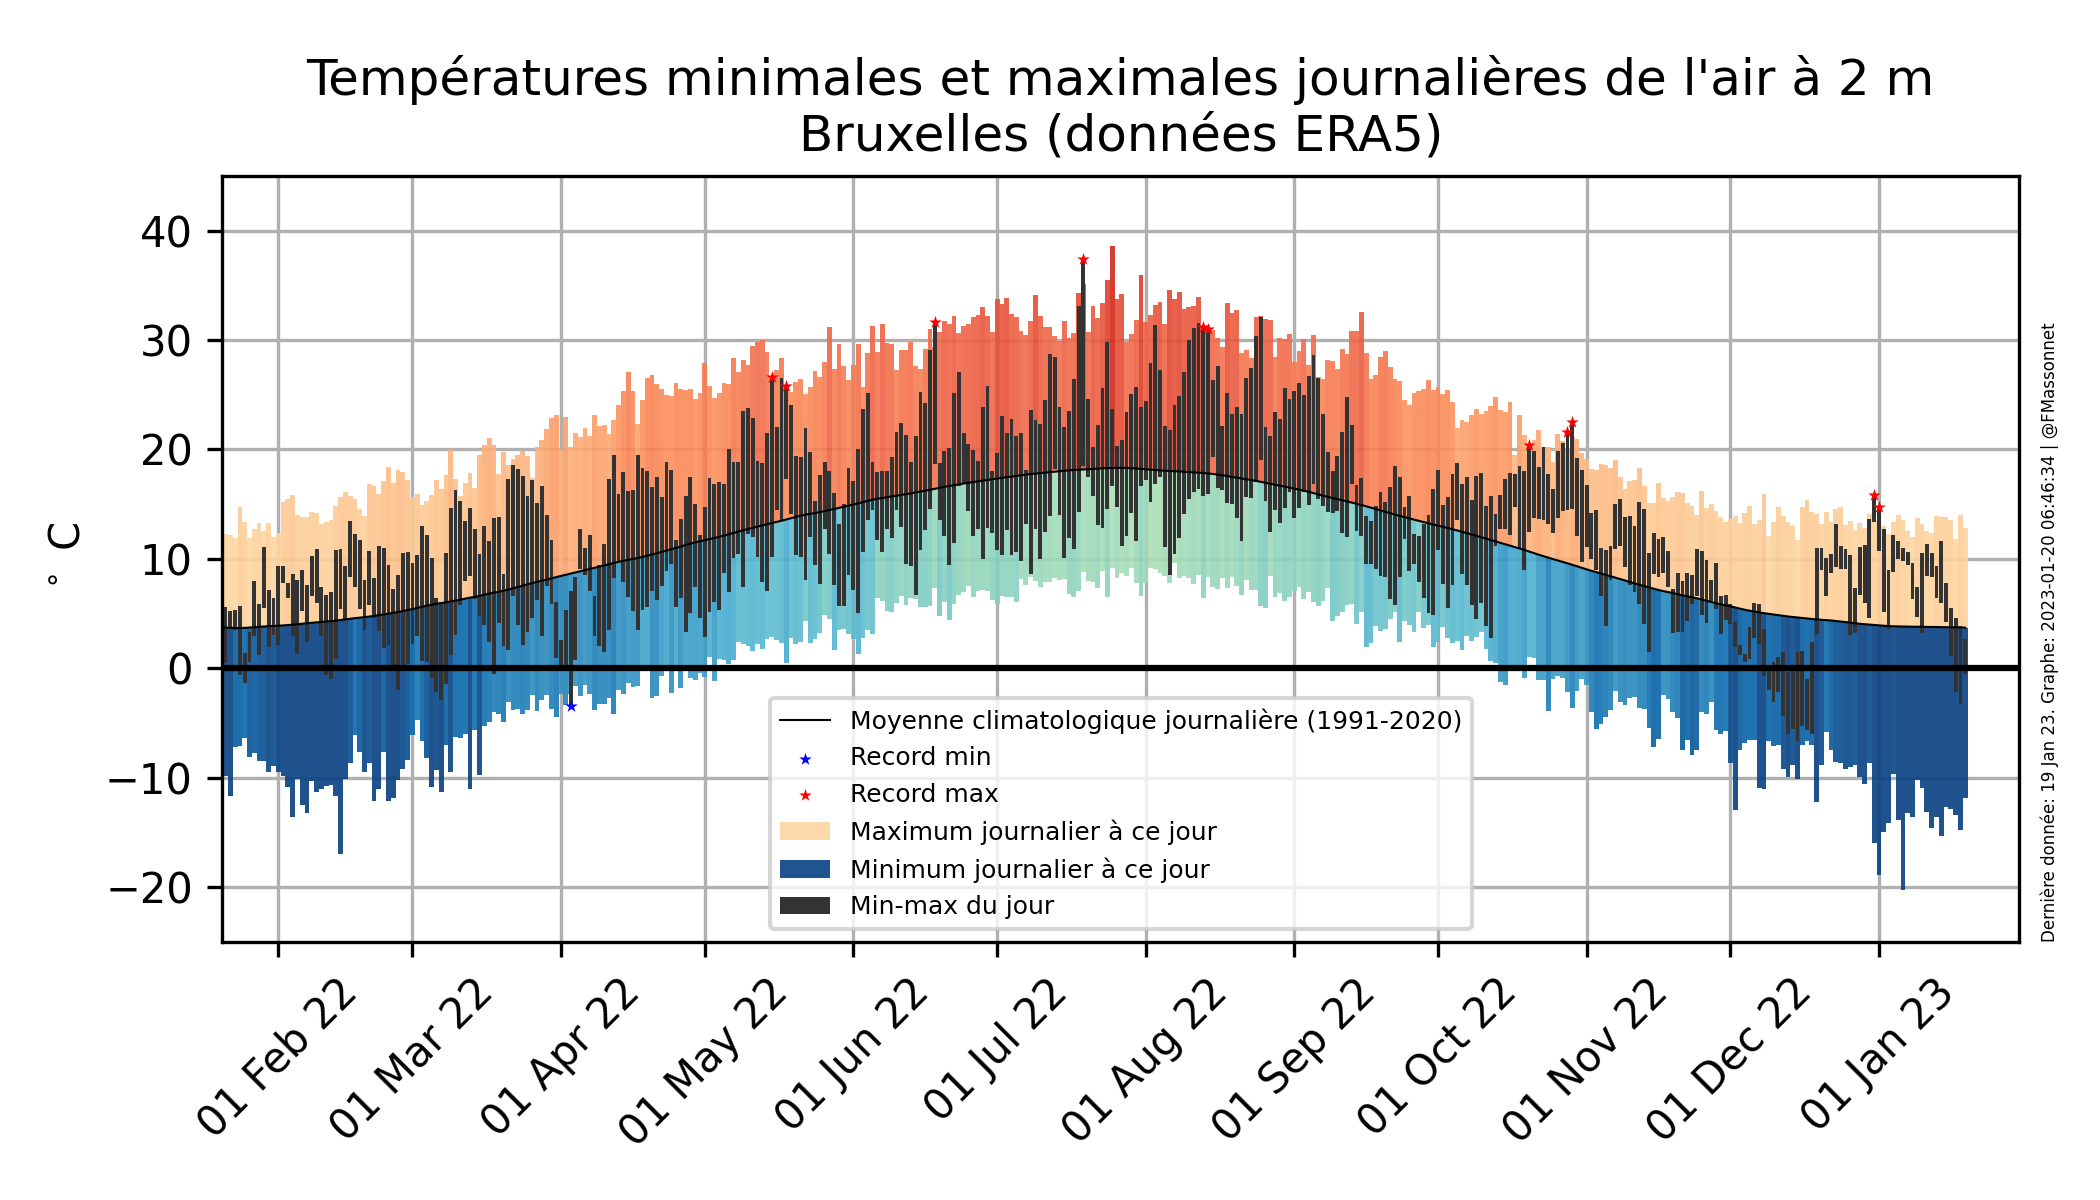 Températures minimales et maximales journalières de l'air à 2 m
Bruxelles (données ERA5)
° C
40
30
20
10
0
−10
−20
Moyenne climatologique journalière (1991-2020)
Record min
Record max
Maximum journalier à ce jour
Minimum journalier à ce jour
Min-max du jour
01 Feb 22
01 Mar 22
01 Apr 22
01 May 22
01 Jun 22
01 Jul 22
01 Aug 22
01 Sep 22
01 Oct 22
01 Nov 22
01 Dec 22
01 Jan 23
Dernière donnée: 19 Jan 23. Graphe: 2023-01-20 06:46:34 | @FMassonnet